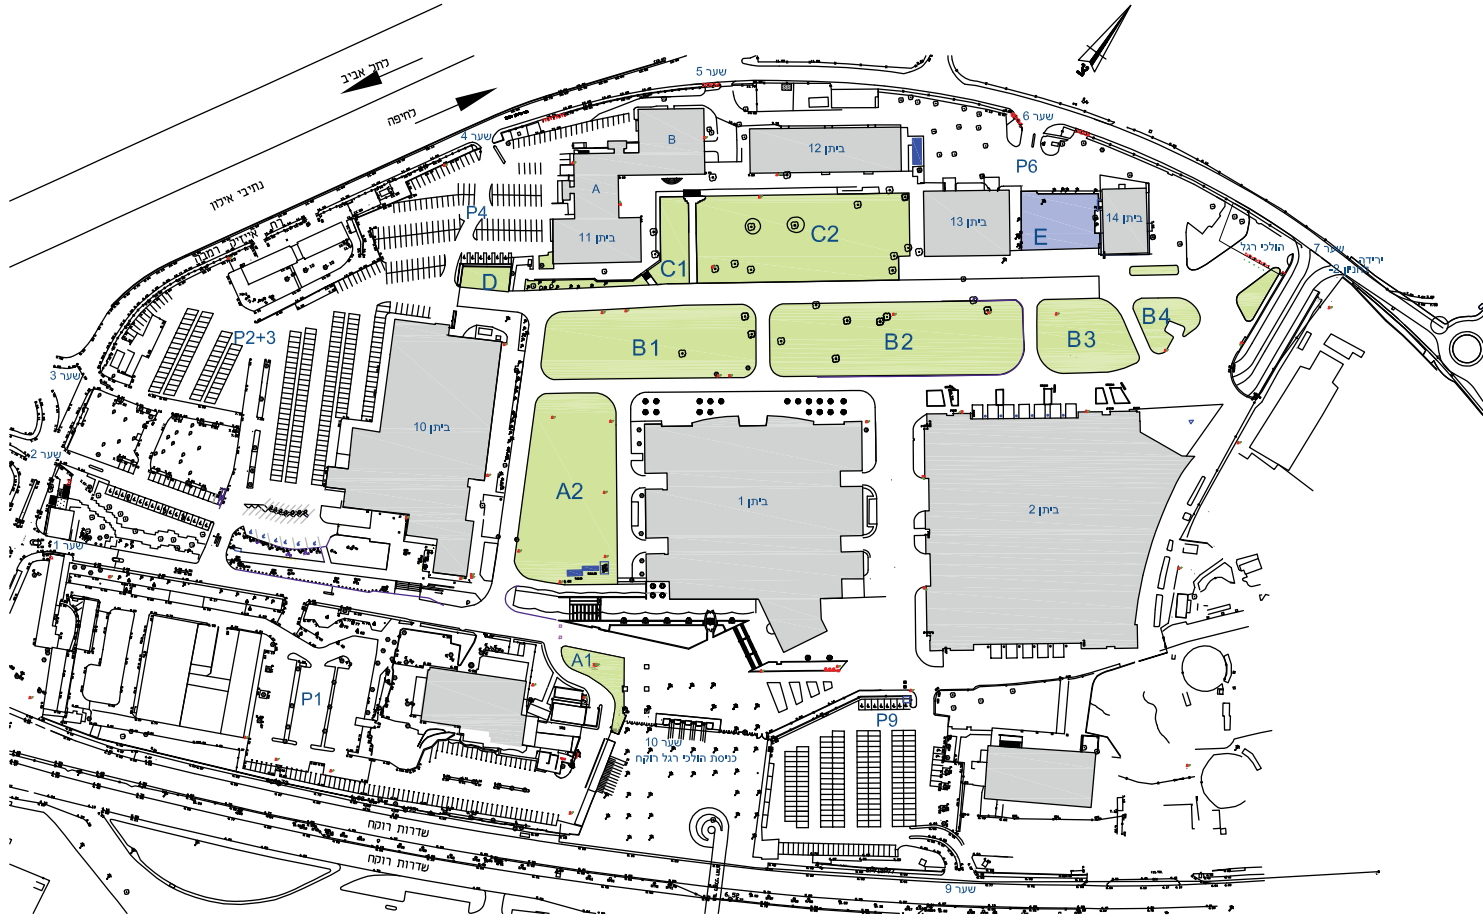 לתל אביב
לחיפה
נתיבי אילון
שער 5
שער 4
שער 6
P6
ביתן 12
B
A
ביתן 11
P4
C2
C1
ביתן 13
E
ביתן 14
הולכי רגל
שער 7
D
P2+3
שער 3
B1
B2
B3
B4
ביתן 10
שער 2
A2
ביתן 1
ביתן 2
שער 1
A1
P1
P9
שער 10
כניסת הולכי רגל רוקח
שדרות רוקח
שדרות רוקח
שער 9